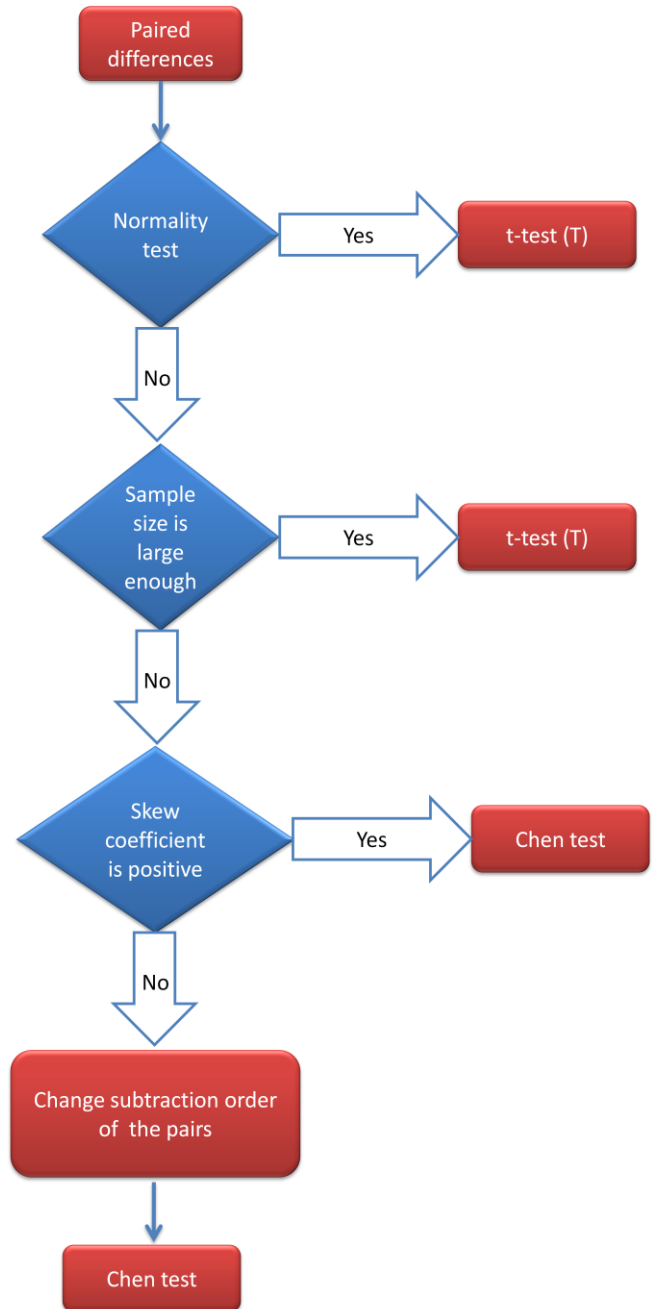 Paired
differences
Normality
test
Yes
t-test (T)
No
Sample
size is
large
enough
Yes
t-test (T)
No
Skew
coefficient
is positive
Yes
Chen test
No
Change subtraction order
of the pairs
Chen test